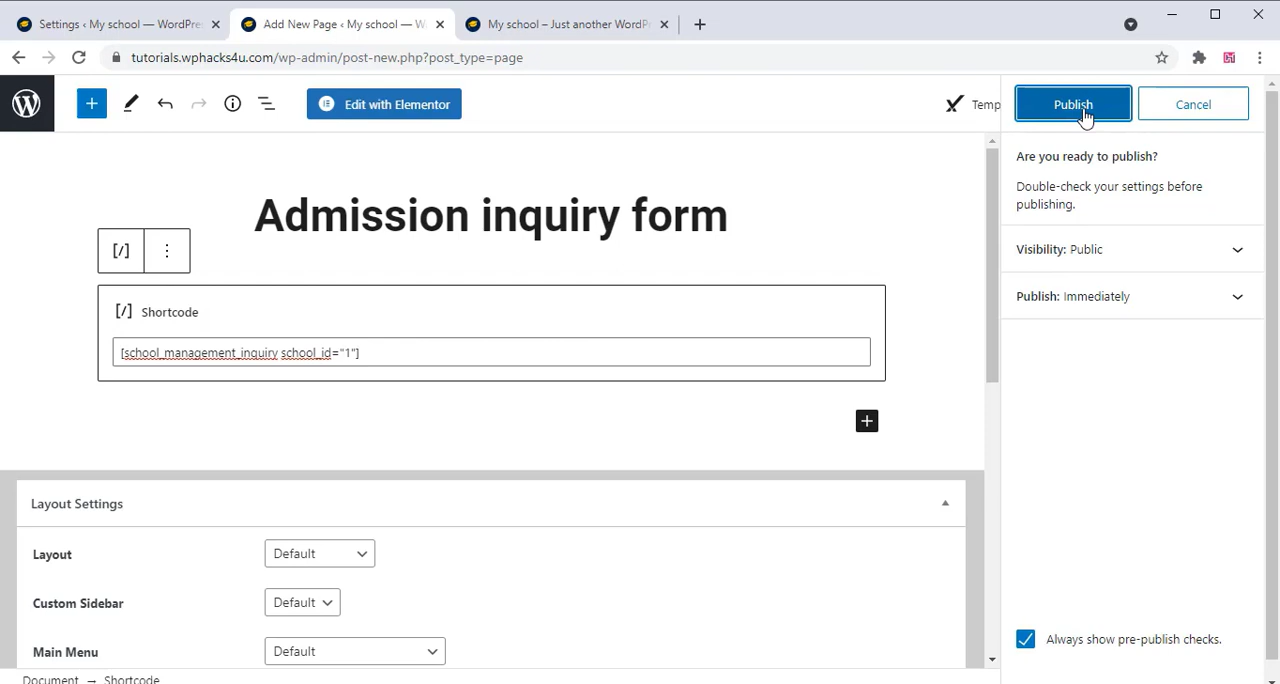 Settings ‹ My school — WordPre
Add New Page ‹ My school — W
My school – Just another WordP
tutorials.wphacks4u.com/wp-admin/post-new.php?post_type=page
Edit with Elementor
Temp
Publish
Cancel
Admission inquiry form
[/]
[/] Shortcode
[school_management_inquiry school_id="1"]
Are you ready to publish?
Double-check your settings before
publishing.
Visibility: Public
Publish: Immediately
Layout Settings
Layout
Default
Custom Sidebar
Default
Main Menu
Default
Always show pre-publish checks.
Document → Shortcode